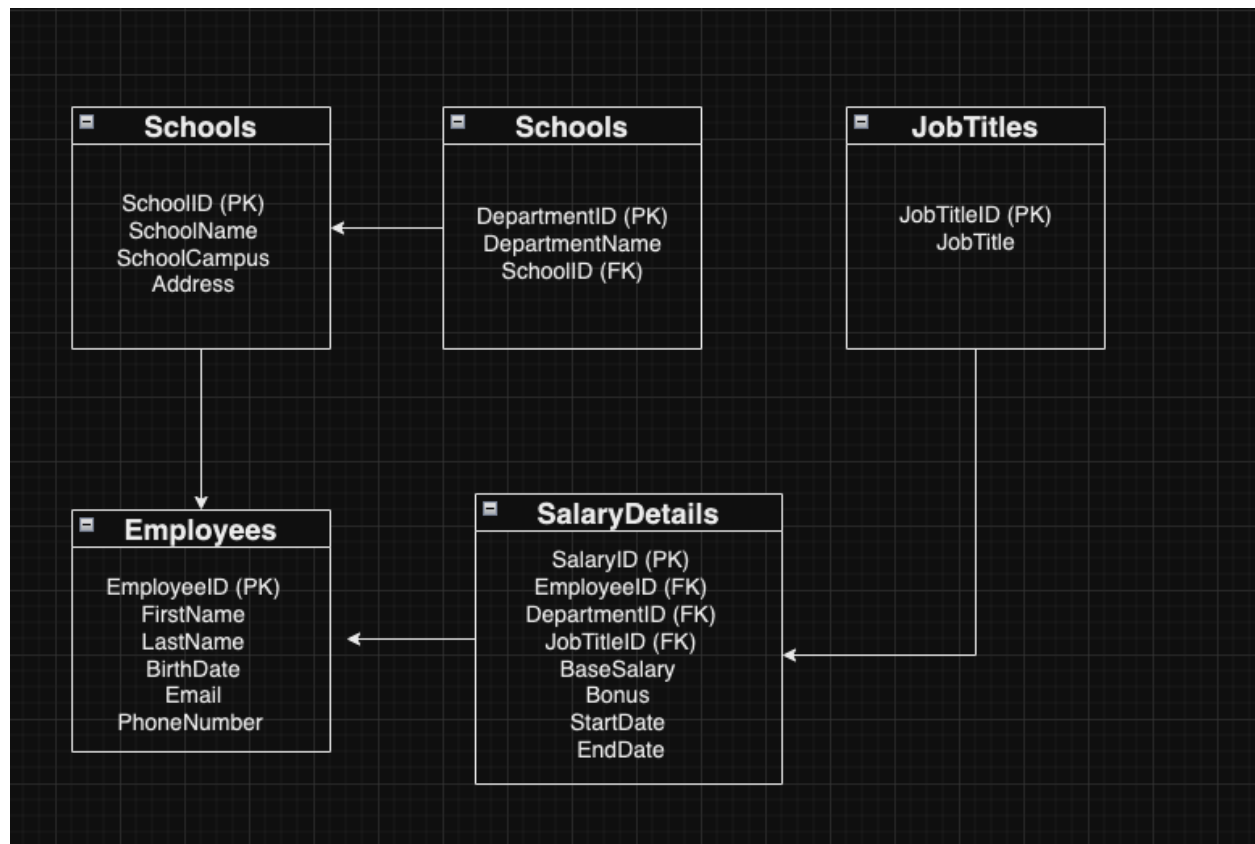 Schools
SchoolID (PK)
SchoolName
SchoolCampus
Address
Schools
DepartmentID (PK)
DepartmentName
SchoolID (FK)
JobTitles
JobTitleID (PK)
JobTitle
Employees
EmployeeID (PK)
FirstName
LastName
BirthDate
Email
PhoneNumber
SalaryDetails
SalaryID (PK)
EmployeeID (FK)
DepartmentID (FK)
JobTitleID (FK)
BaseSalary
Bonus
StartDate
EndDate